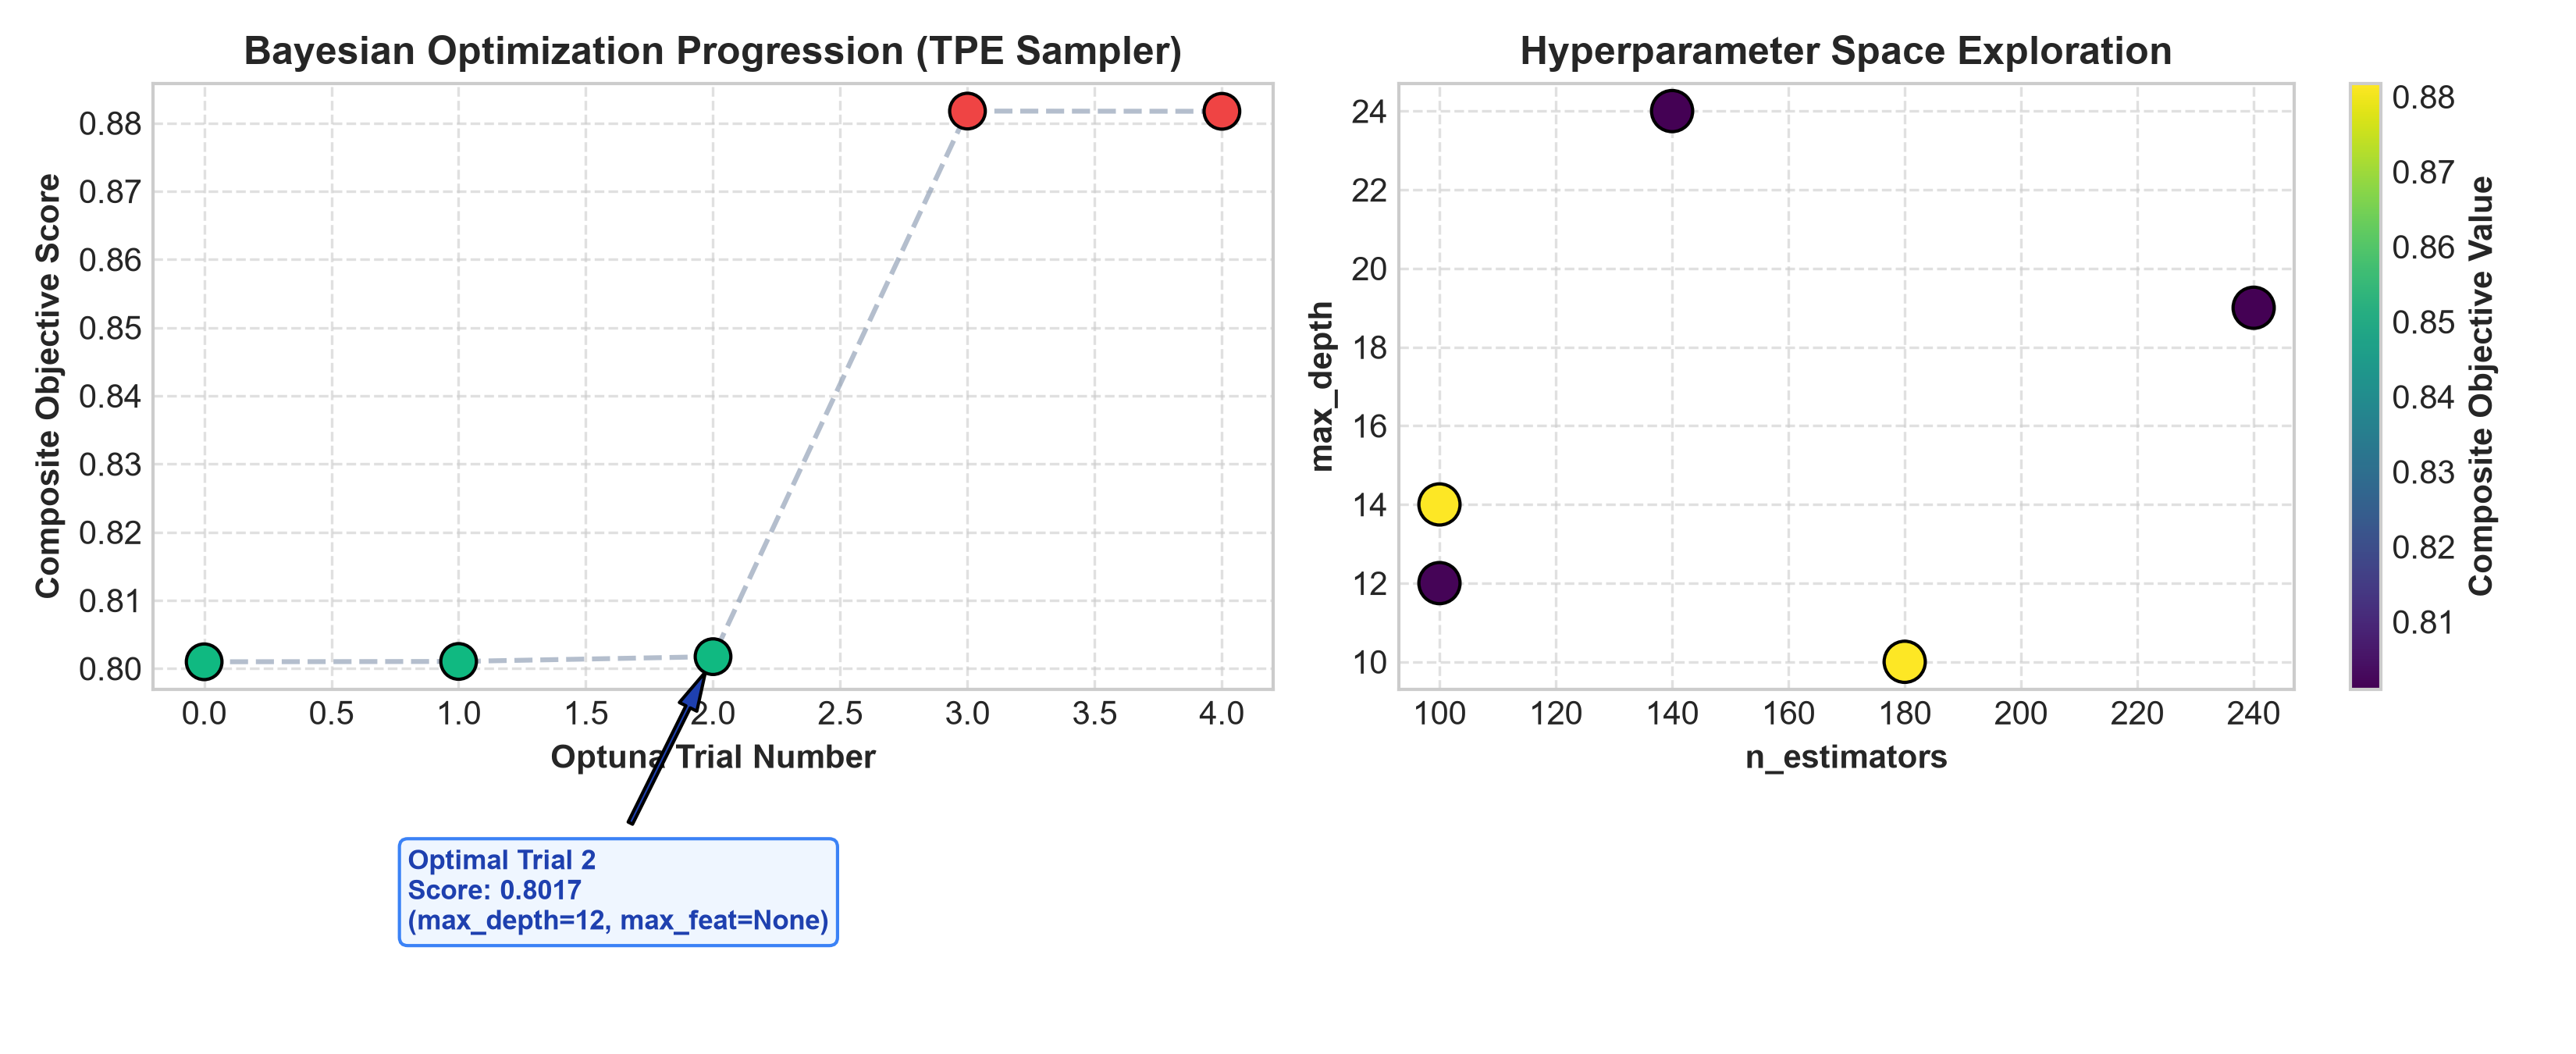 Bayesian Optimization Progression (TPE Sampler)
Composite Objective Score
0.88
0.87
0.86
0.85
0.84
0.83
0.82
0.81
0.80
0.0 0.5 1.0 1.5 2.0 2.5 3.0 3.5 4.0
Optuna Trial Number
Optimal Trial 2
Score: 0.8017
(max_depth=12, max_feat=None)
Hyperparameter Space Exploration
max_depth
24
22
20
18
16
14
12
10
100 120 140 160 180 200 220 240
n_estimators
0.88
0.87
0.86
0.85
0.84
0.83
0.82
0.81
Composite Objective Value